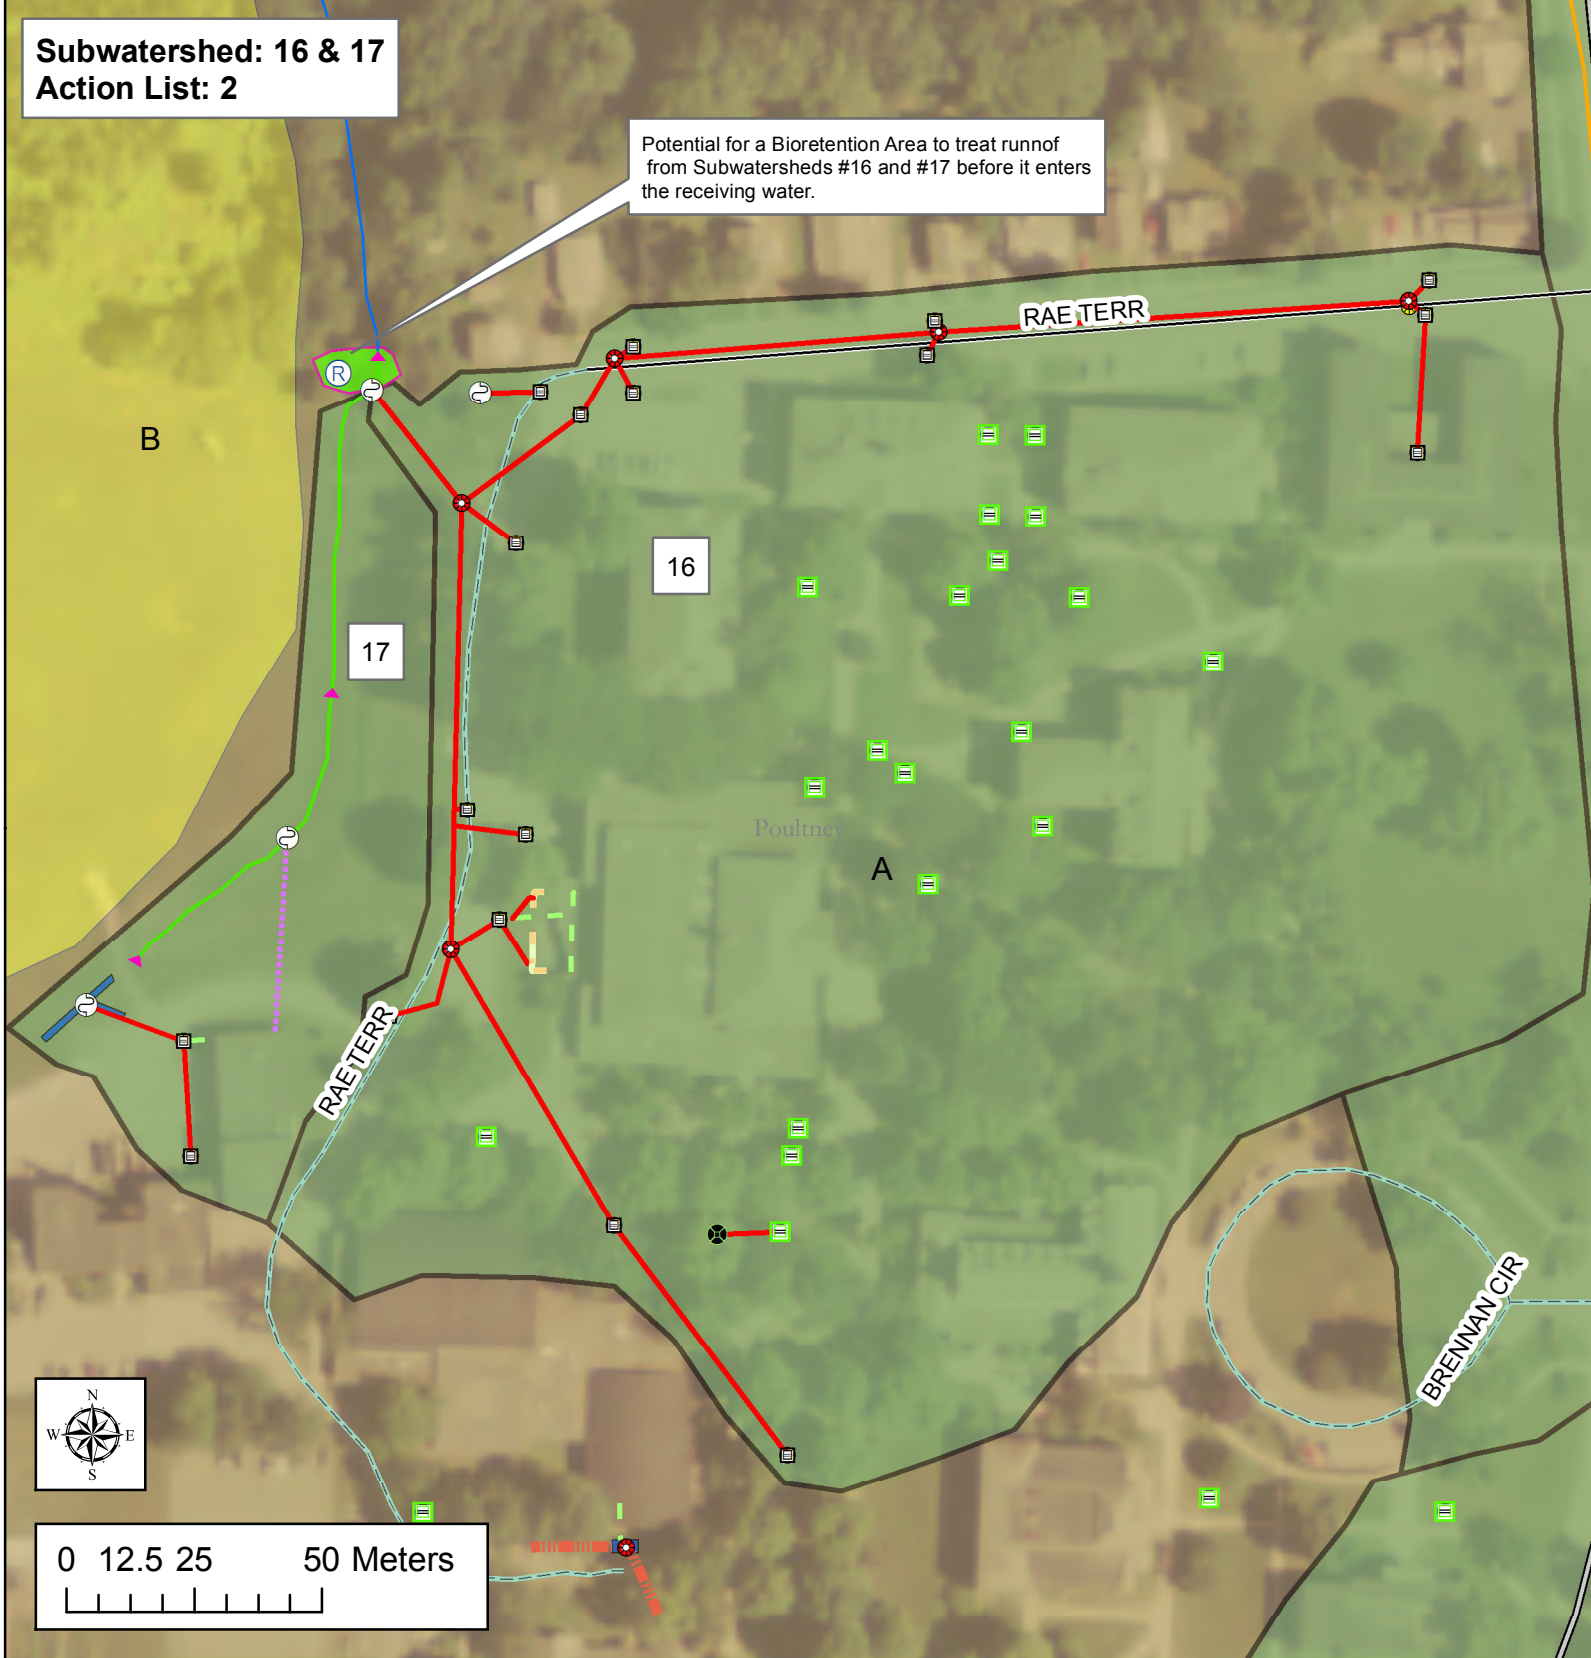 Subwatershed: 16 & 17
Action List: 2
Potential for a Bioretention Area to treat runnof
from Subwatersheds #16 and #17 before it enters
the receiving water.
RAE TERR
R
B
16
17
Poultney
A
RAE TERR
BRENNAN CIR
N
W E
S
0 12.5 25 50 Meters